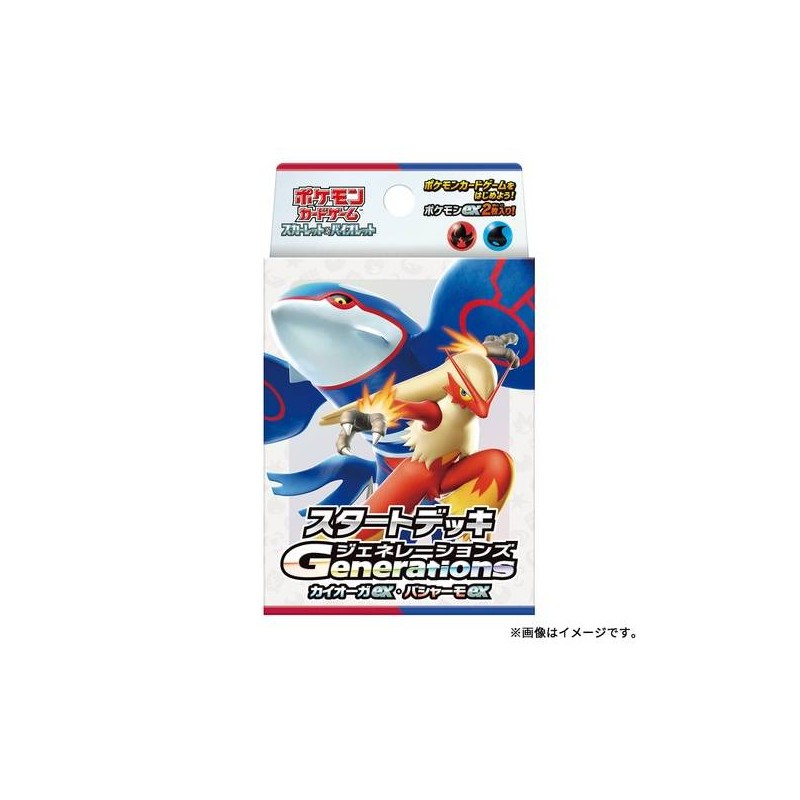 ポケモン
カードゲーム
スカーレット&バイオレット
ポケモンカードゲームを
はじめよう!
ポケモンex2種入り!
スタートデッキ
ジェネレーションズ
Generations
カイオーガex・バシャーモex
※画像はイメージです。